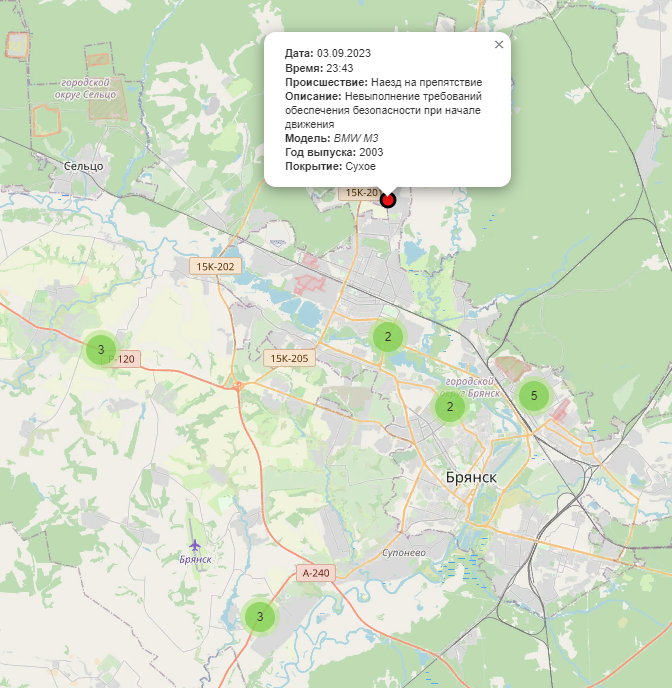 ×
Дата: 03.09.2023
Время: 23:43
Происшествие: Наезд на препятствие
Описание: Невыполнение требований
обеспечения безопасности при начале
движения
Модель: BMW M3
Год выпуска: 2003
Покрытие: Сухое
городской
округ Сельцо
Сельцо
15К-20
15К-202
3
-120
2
15К-205
городской
округ Брянск
5
2
Брянск
Брянск
Супонево
А-240
3